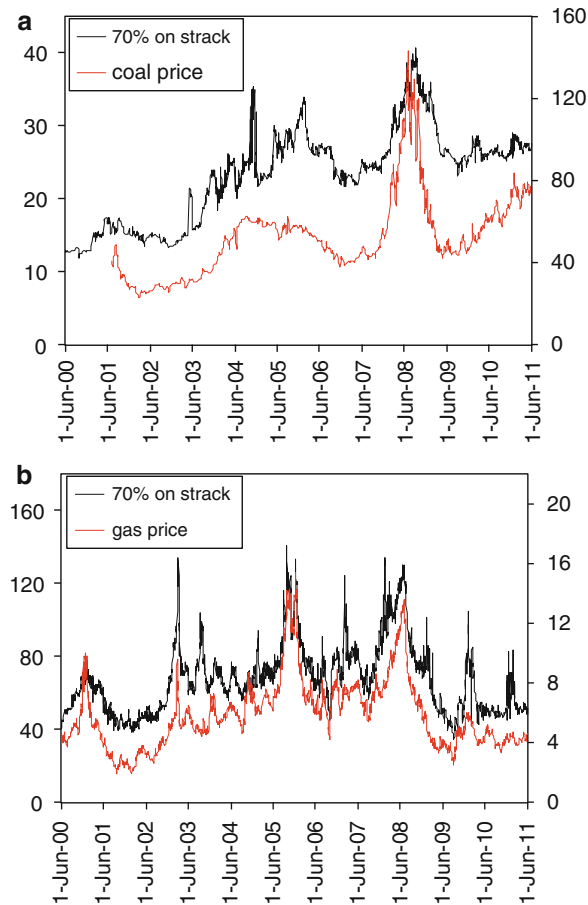 a
70% on strack
coal price
40
30
20
10
0
160
120
80
40
0
1-Jun-00
1-Jun-01
1-Jun-02
1-Jun-03
1-Jun-04
1-Jun-05
1-Jun-06
1-Jun-07
1-Jun-08
1-Jun-09
1-Jun-10
1-Jun-11
b
70% on strack
gas price
180
120
80
40
0
20
16
12
8
4
0
1-Jun-00
1-Jun-01
1-Jun-02
1-Jun-03
1-Jun-04
1-Jun-05
1-Jun-06
1-Jun-07
1-Jun-08
1-Jun-09
1-Jun-10
1-Jun-11